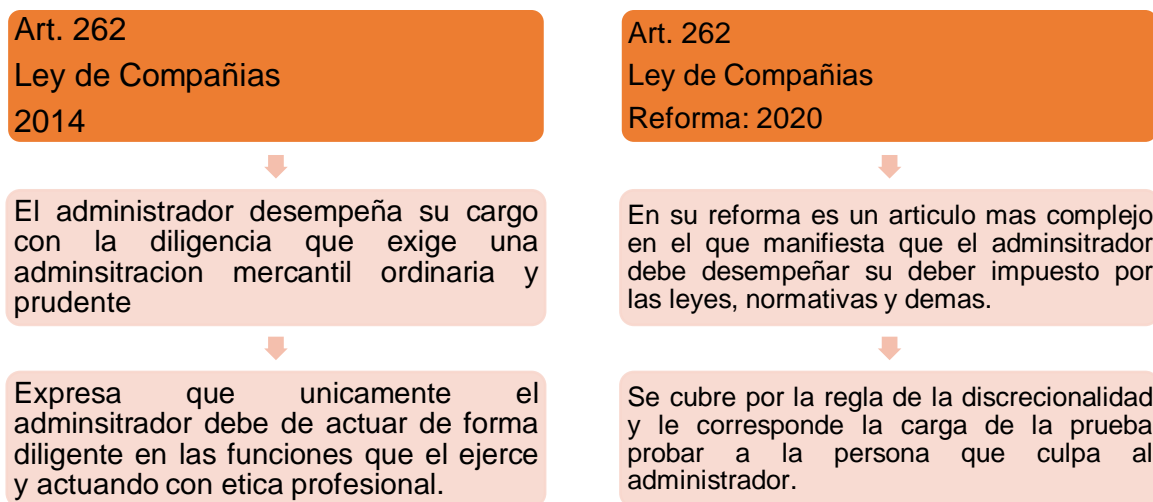 Art. 262
Ley de Compañias
2014
El administrador desempeña su cargo
con la diligencia que exige una
adminsitracion mercantil ordinaria y
prudente
Expresa que unicamente el
adminsitrador debe de actuar de forma
diligente en las funciones que el ejerce
y actuando con etica profesional.
Art. 262
Ley de Compañias
Reforma: 2020
En su reforma es un articulo mas complejo
en el que manifiesta que el adminsitrador
debe desempeñar su deber impuesto por
las leyes, normativas y demas.
Se cubre por la regla de la discrecionalidad
y le corresponde la carga de la prueba
probar a la persona que culpa al
administrador.